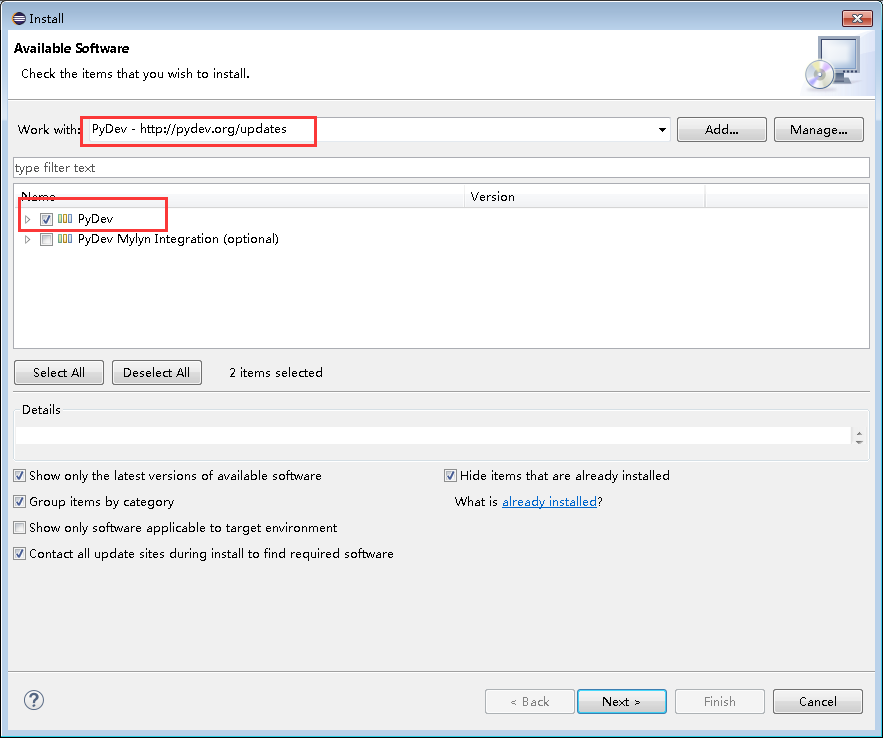 Install
Available Software
Check the items that you wish to install.
Work with: PyDev - http://pydev.org/updates Add... Manage...
type filter text
Name Version
PyDev
PyDev Mylyn Integration (optional)
Select All Deselect All 2 items selected
Details
Show only the latest versions of available software Hide items that are already installed
Group items by category What is already installed?
Show only software applicable to target environment
Contact all update sites during install to find required software
? < Back Next > Finish Cancel